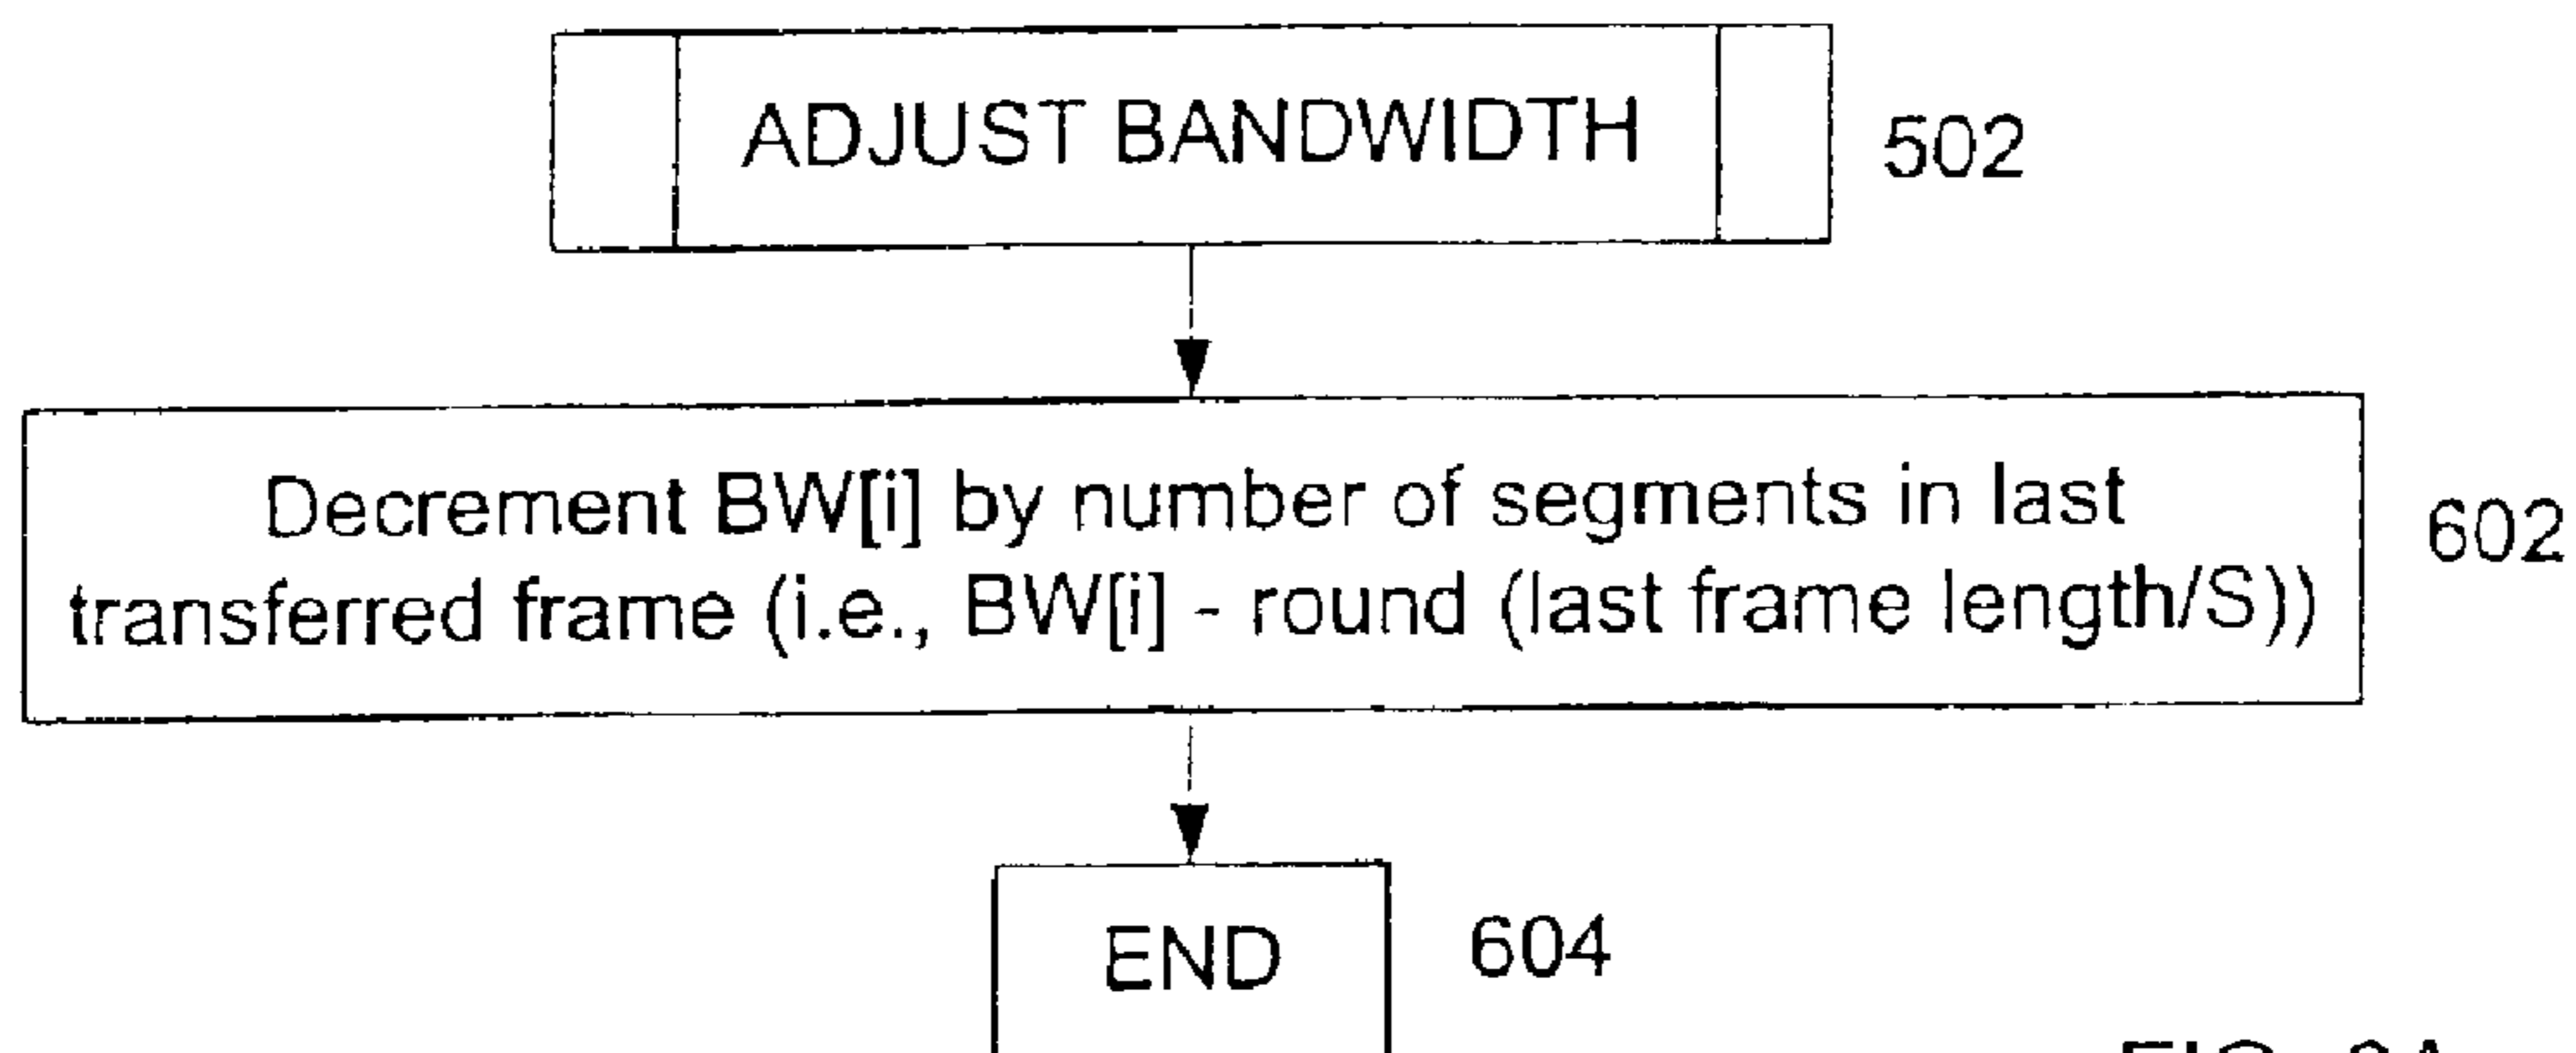 ADJUST BANDWIDTH
502
Decrement BW[i] by number of segments in last
transferred frame (i.e., BW[i] - round (last frame length/S))
602
END
604